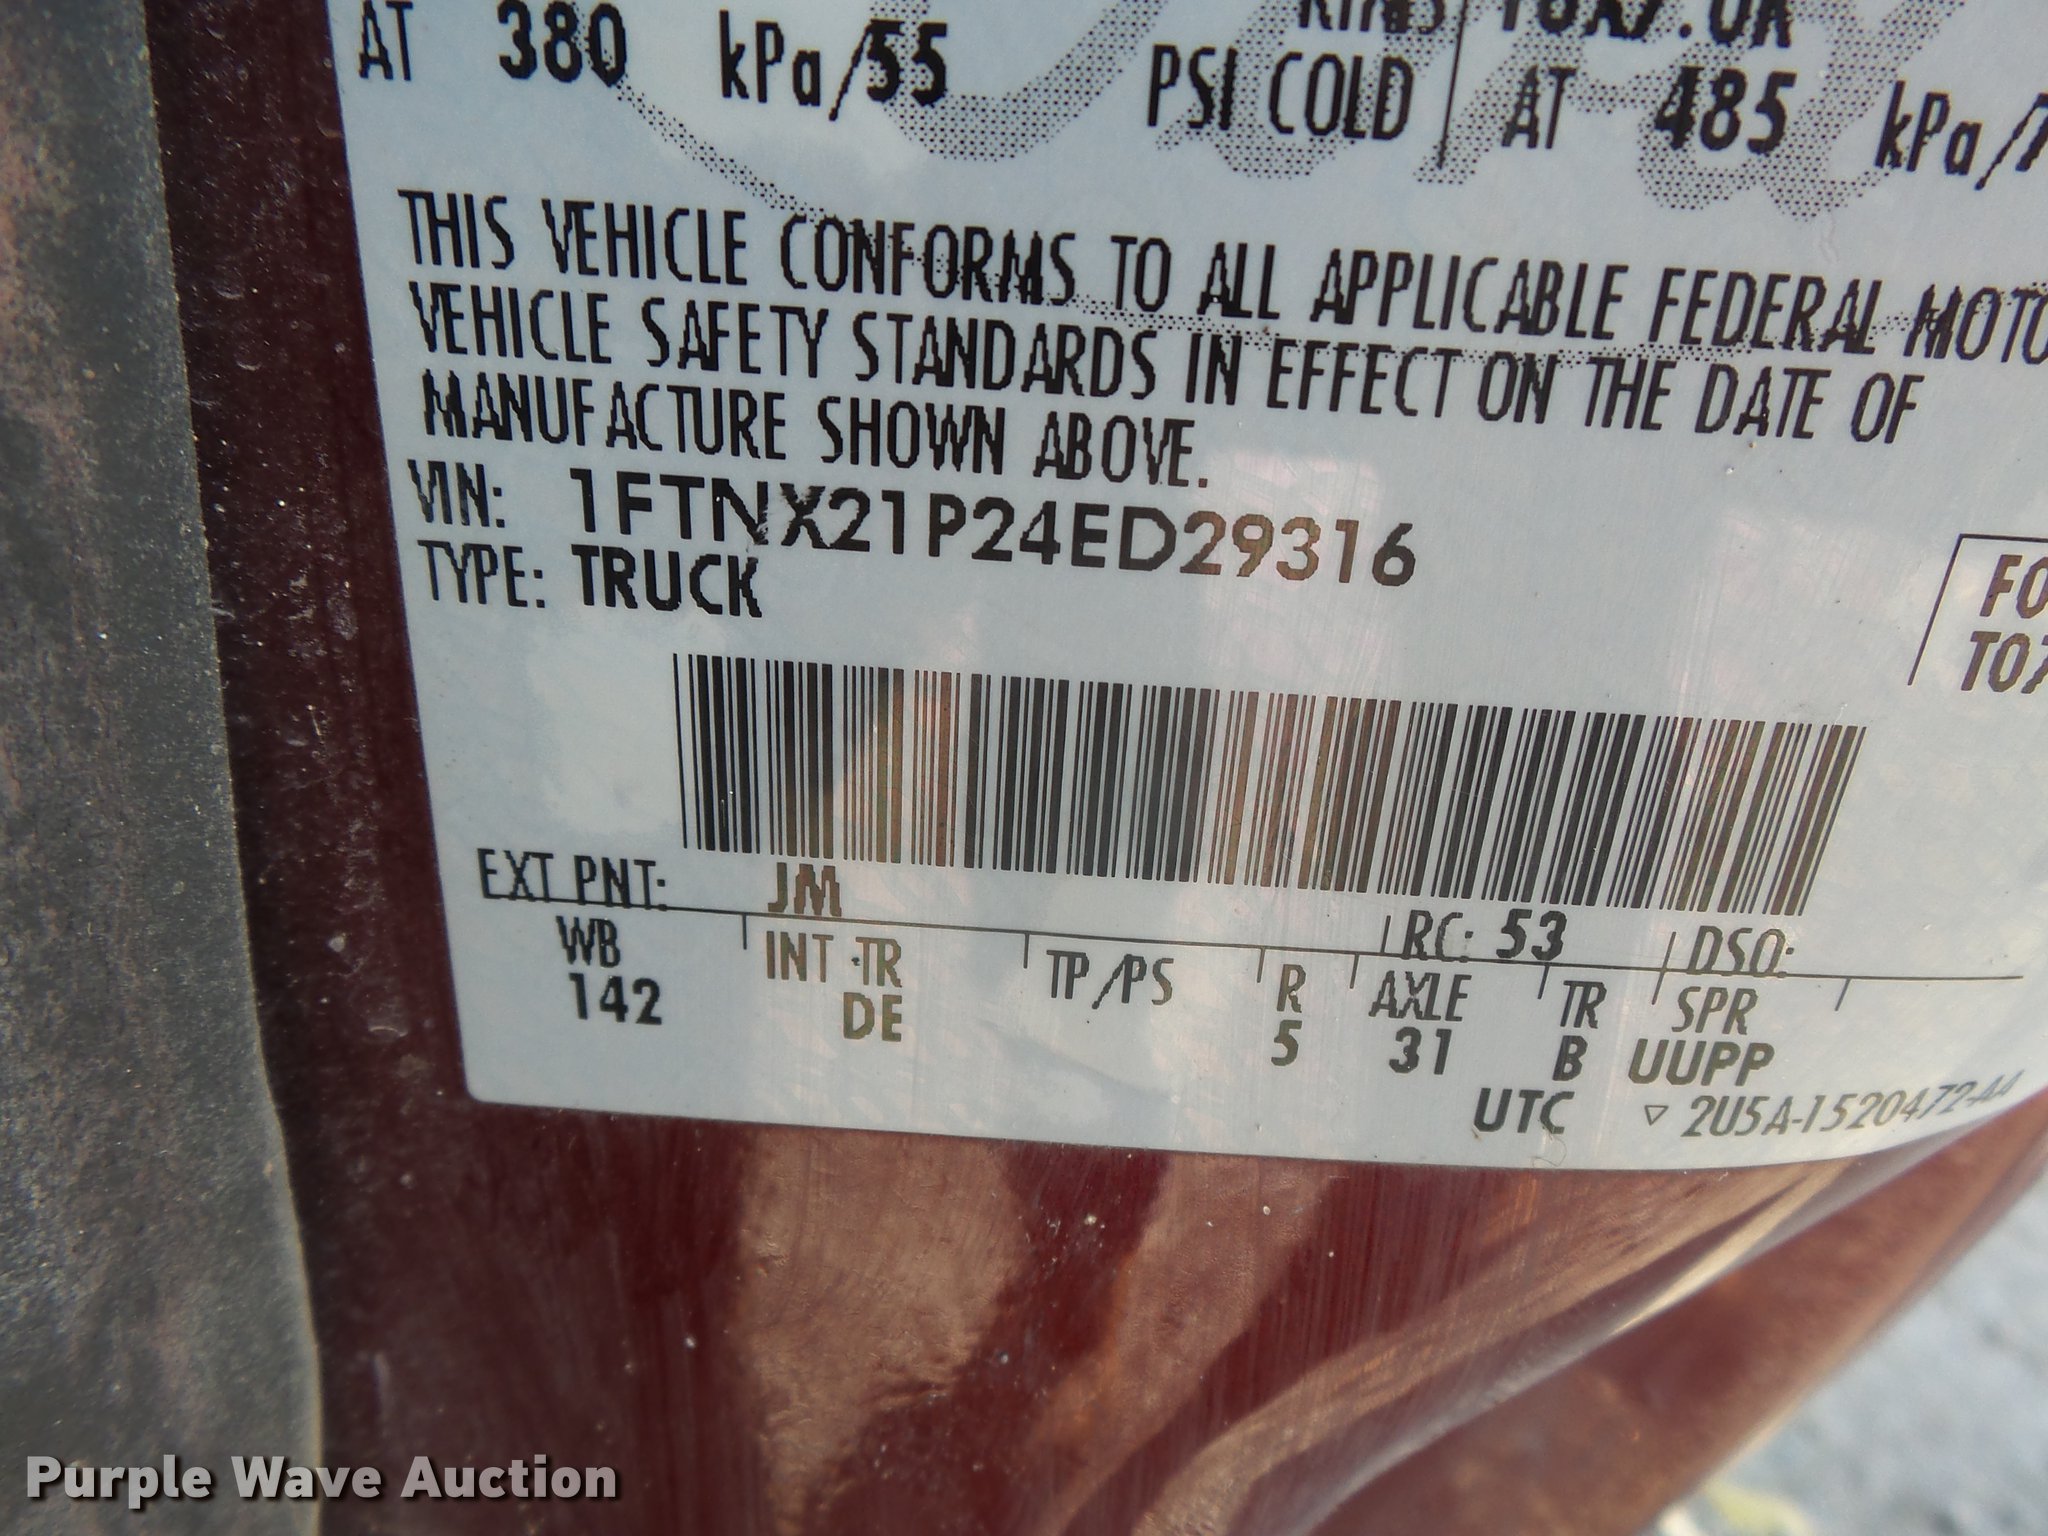 AT 380 kPa/55 PSI COLD AT 485 kPa/
THIS VEHICLE CONFORMS TO ALL APPLICABLE FEDERAL MOTO
VEHICLE SAFETY STANDARDS IN EFFECT ON THE DATE OF
MANUFACTURE SHOWN ABOVE.
VIN: 1FTNX21P24ED29316
TYPE: TRUCK
FO
T07
EXT PNT: JM RC: 53 DSO:
WB INT TR TP/PS R AXLE TR SPR
142 DE 5 31 B UUPP
UTC ▽ 2U5A-1520472-AA
Purple Wave Auction